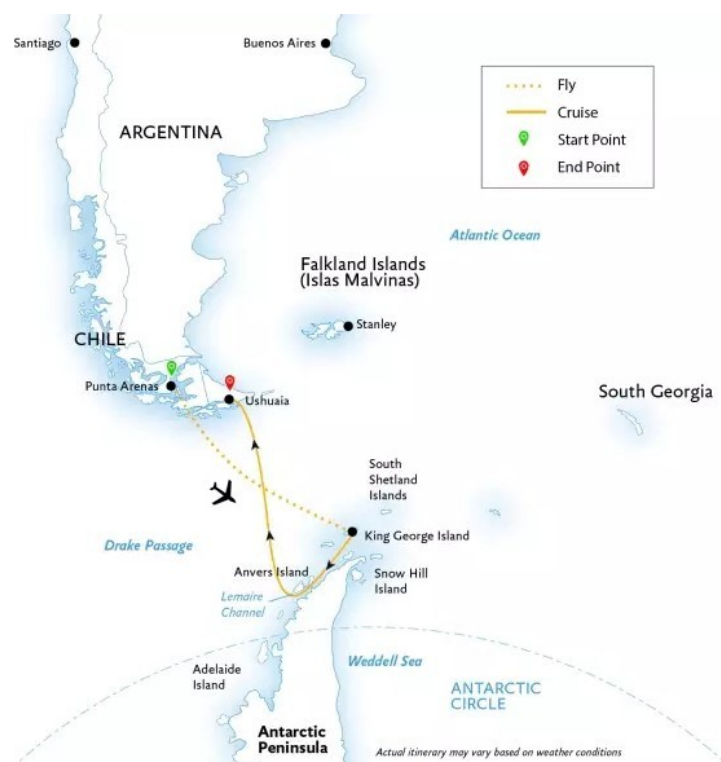 Santiago
Buenos Aires
Fly
Cruise
Start Point
End Point
ARGENTINA
Atlantic Ocean
Falkland Islands
(Islas Malvinas)
Stanley
CHILE
Punta Arenas
Ushuaia
South Georgia
South
Shetland
Islands
King George Island
Drake Passage
Anvers Island
Snow Hill
Island
Lemaire
Channel
Weddell Sea
Adelaide
Island
ANTARCTIC
CIRCLE
Antarctic
Peninsula
Actual itinerary may vary based on weather conditions